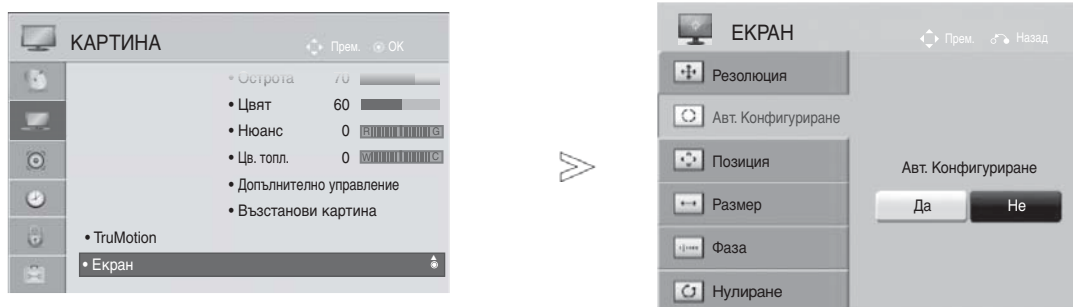 КАРТИНА
Прем. OK
• Острота 70
• Цвят 60
• Нюанс 0 R G
• Цв. топл. 0 W C
• Допълнително управление
• Възстанови картина
• TruMotion
• Екран
ЕКРАН
Прем. Назад
Резолюция
Авт. Конфигуриране
Позиция
Размер
Фаза
Нулиране
Авт. Конфигуриране
Да Не